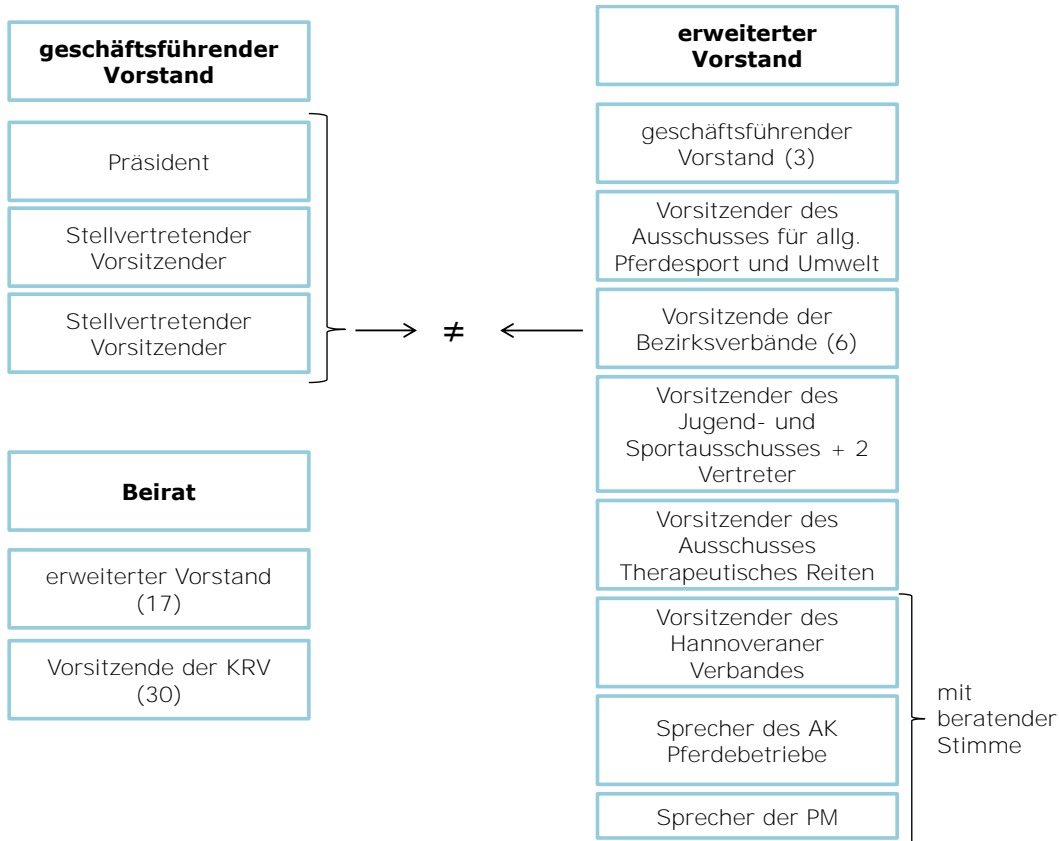 geschäftsführender
Vorstand
Präsident
Stellvertretender
Vorsitzender
Stellvertretender
Vorsitzender
≠
Beirat
erweiterter Vorstand
(17)
Vorsitzende der KRV
(30)
erweiterter
Vorstand
geschäftsführender
Vorstand (3)
Vorsitzender des
Ausschusses für allg.
Pferdesport und Umwelt
Vorsitzende der
Bezirksverbände (6)
Vorsitzender des
Jugend- und
Sportausschusses + 2
Vertreter
Vorsitzender des
Ausschusses
Therapeutisches Reiten
Vorsitzender des
Hannoveraner
Verbandes
Sprecher des AK
Pferdebetriebe
Sprecher der PM
mit
beratender
Stimme